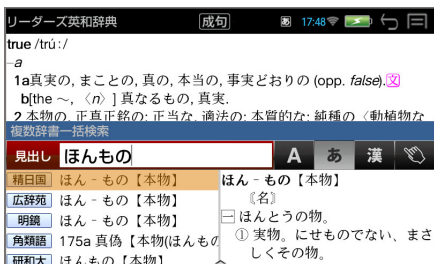 リーダーズ英和辞典 成句 あ 17:48
true /trúː/
–a
1a真実の, まことの, 真の, 本当の, 事実どおりの (opp. false).文
b[the ～, 〈n〉] 真なるもの, 真実.
2 本物の, 正真正銘の; 正当な, 適法の; 本質的な; 純種の〈動植物な
複数辞書一括検索
見出し ほんもの A あ 漢
精日国 ほん‐もの【本物】
広辞苑 ほん‐もの【本物】
明鏡 ほん‐もの【本物】
角類語 175a 真偽【本物(ほんもの
研和大 ほんもの【本物】
ほん‐もの【本物】
〘名〙
一 ほんとうの物。
① 実物。にせものでない、まさ
しくその物。